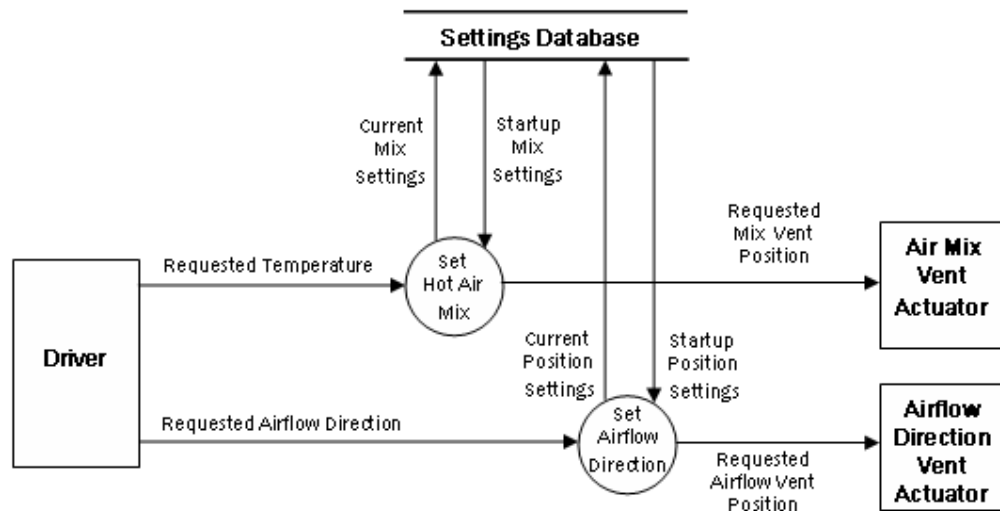 Settings Database
Current
Mix
Settings
Startup
Mix
Settings
Requested
Mix Vent
Position
Requested Temperature
Set
Hot Air
Mix
Air Mix
Vent
Actuator
Driver
Current
Position
Settings
Startup
Position
Settings
Requested Airflow Direction
Set
Airflow
Direction
Requested
Airflow Vent
Position
Airflow
Direction
Vent
Actuator